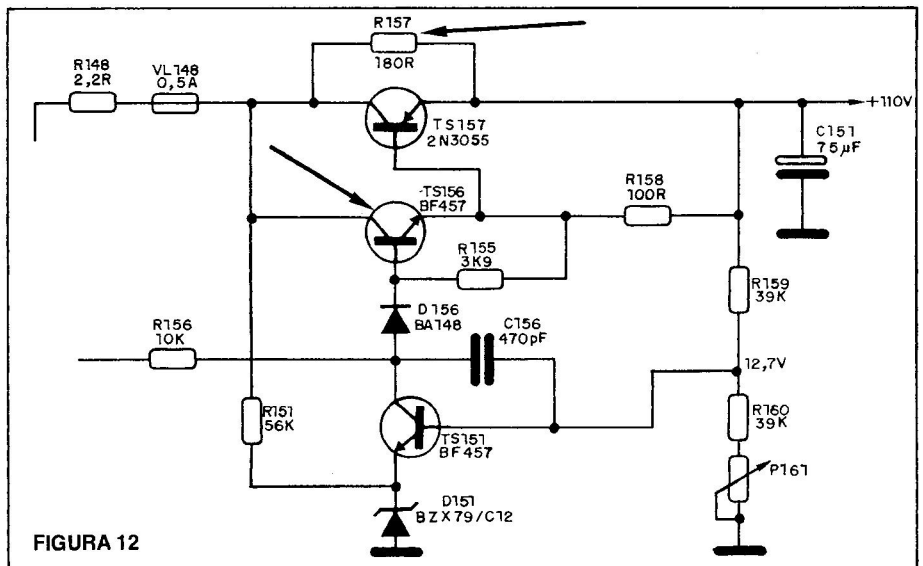 R157
180R
R148
2,2R
VL148
0,5A
TS157
2N3055
+110V
C151
75µF
-TS156
BF457
R158
100R
R155
3K9
R159
39K
D156
BA148
C156
470pF
R156
10K
12,7V
R151
56K
TS151
BF457
R160
39K
P161
D151
BZX79/C12
FIGURA 12